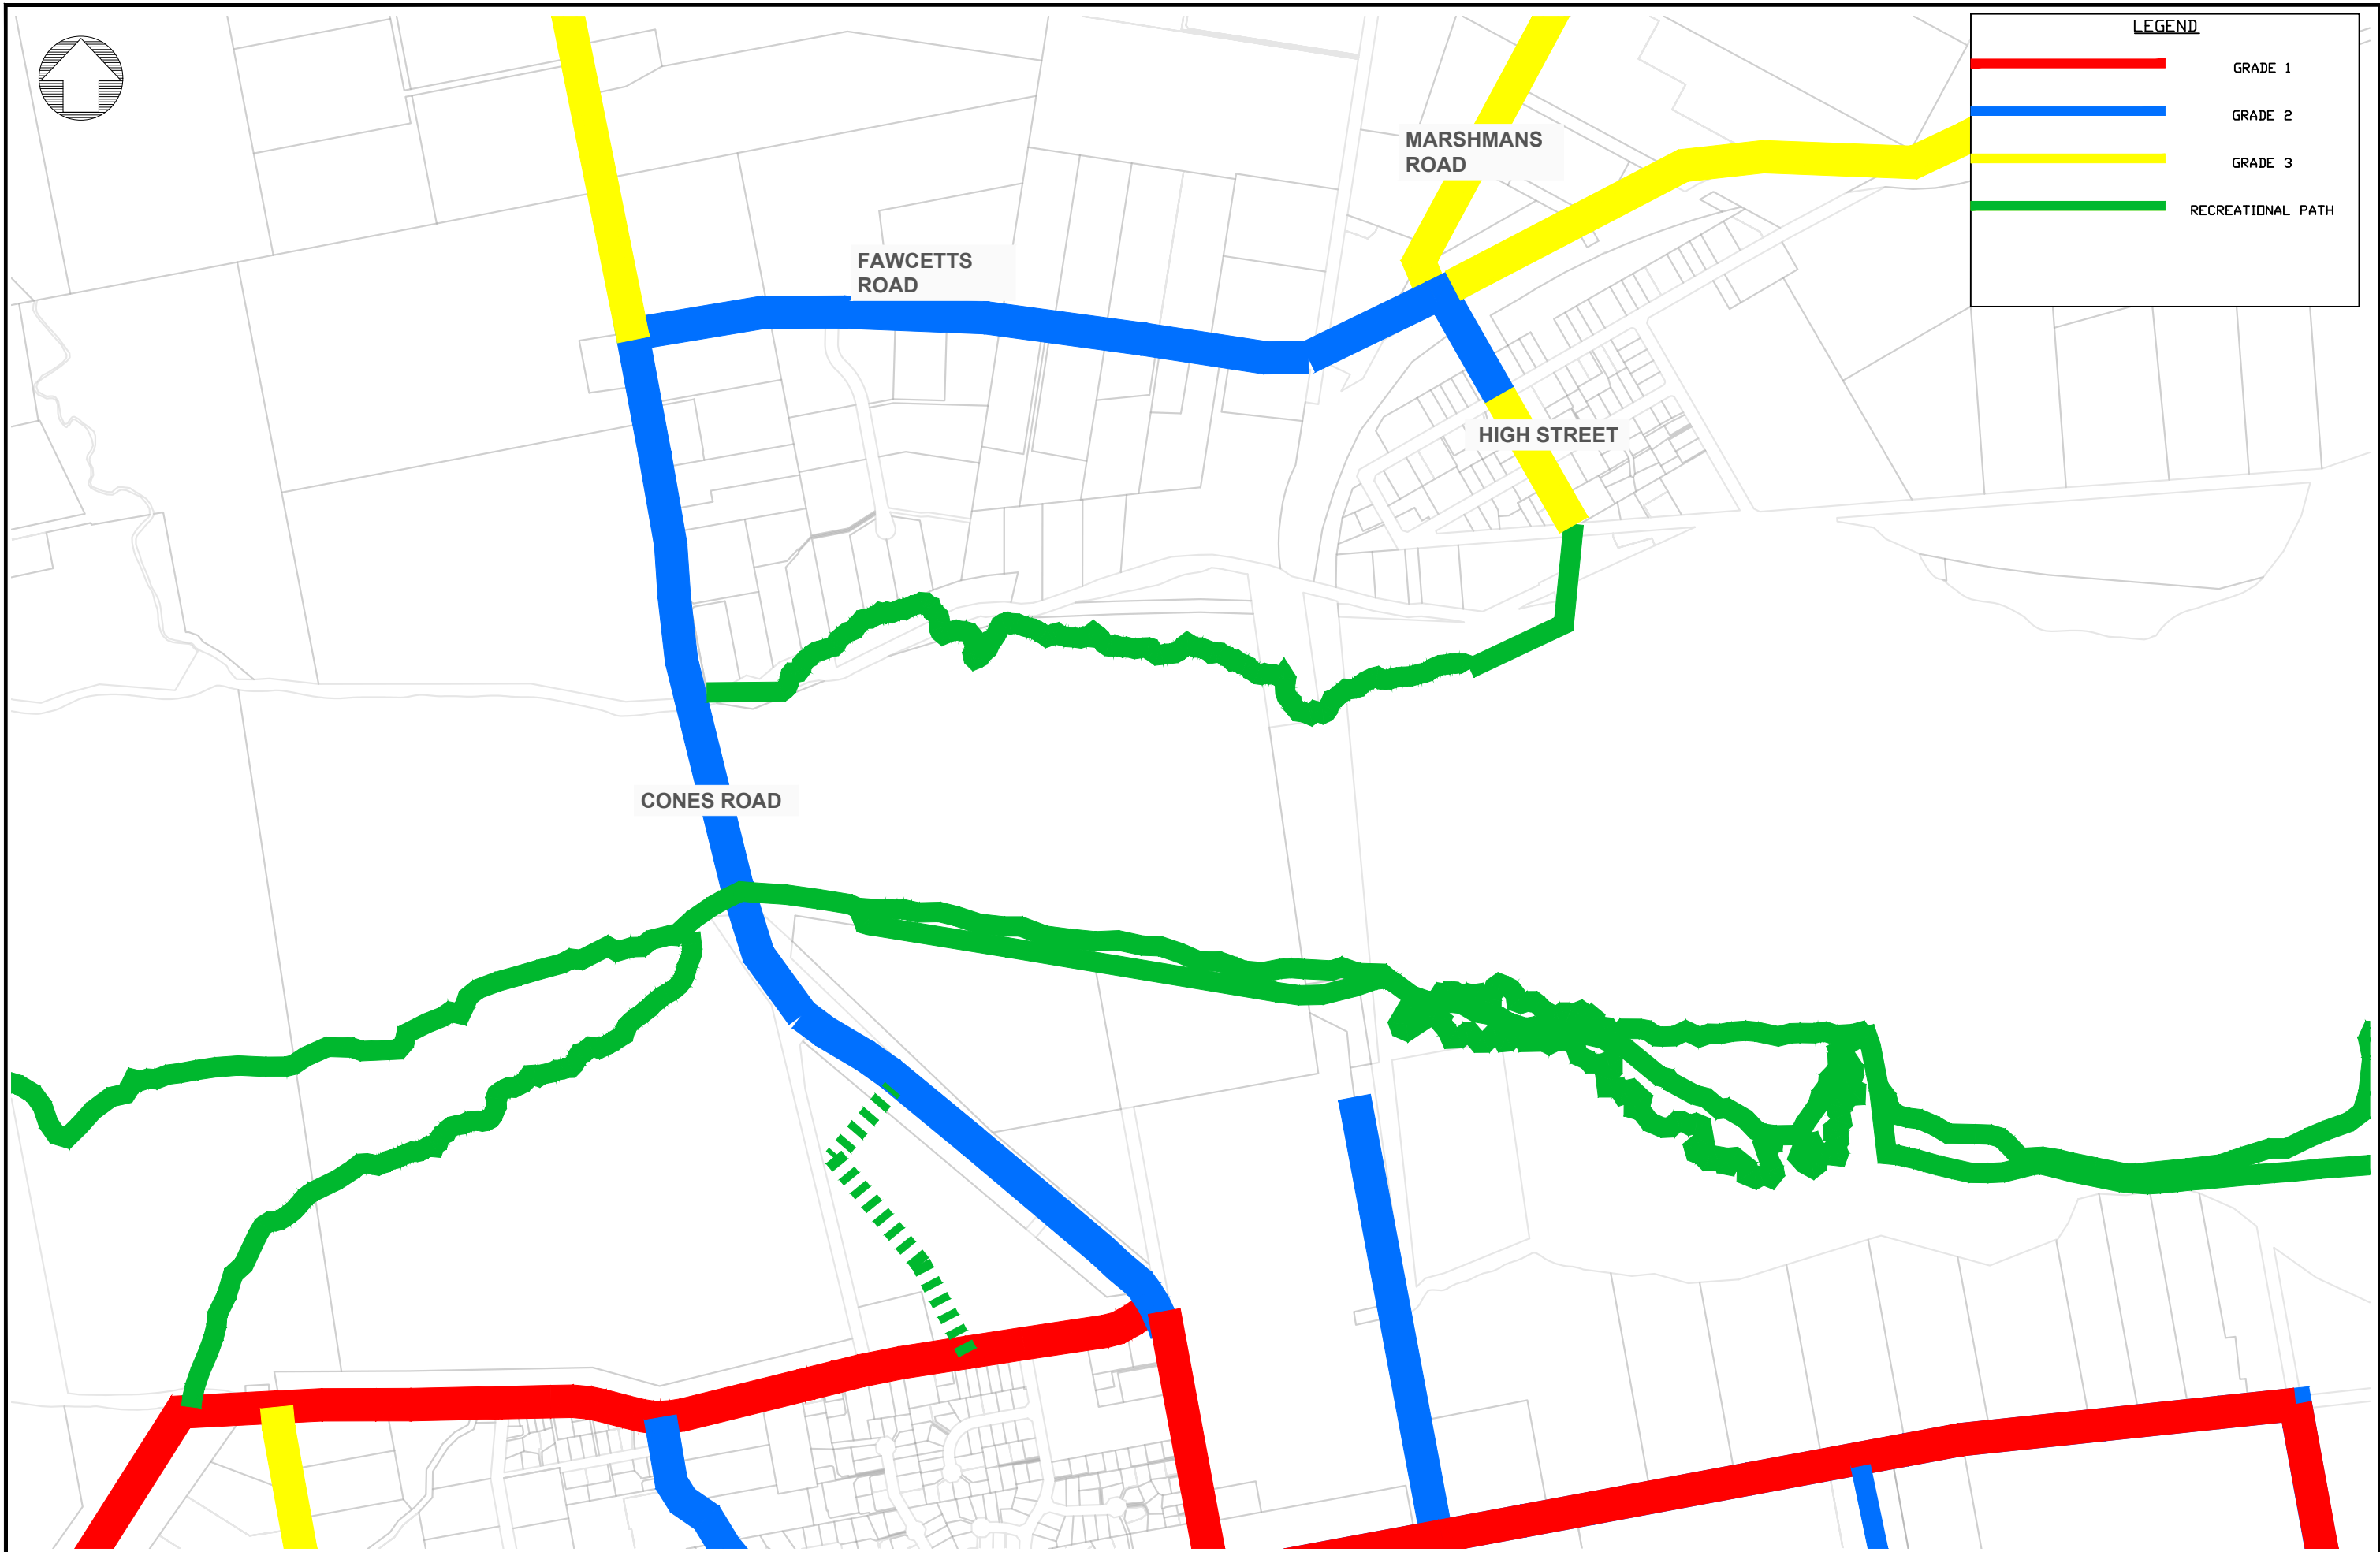 LEGEND
GRADE 1
GRADE 2
GRADE 3
RECREATIONAL PATH
MARSHMANS
ROAD
FAWCETTS
ROAD
HIGH STREET
CONES ROAD